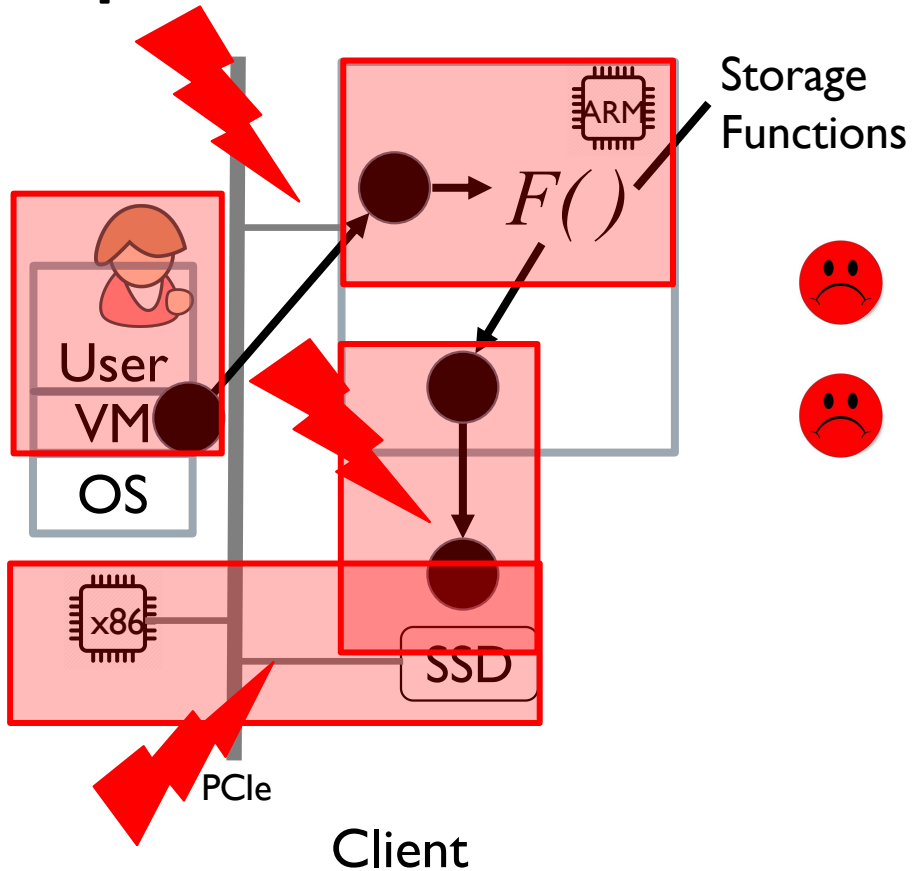 ARM
Storage
Functions
F()
User
VM
OS
x86
SSD
PCIe
Client